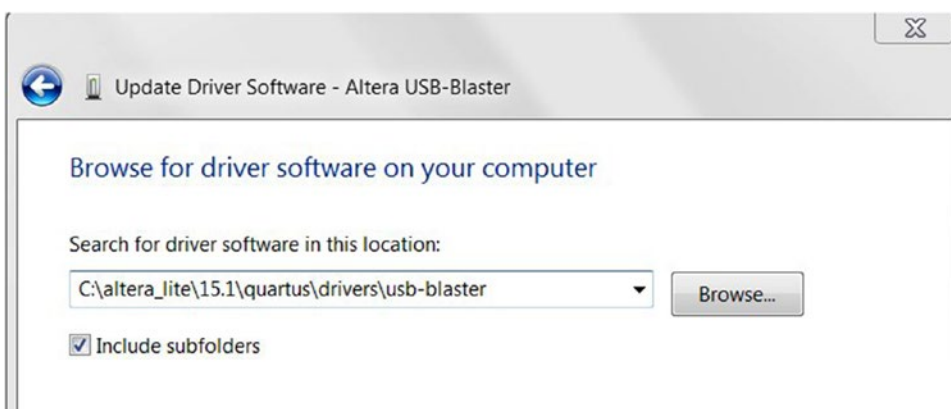 Update Driver Software - Altera USB-Blaster
Browse for driver software on your computer
Search for driver software in this location:
C:\altera_lite\15.1\quartus\drivers\usb-blaster
Browse...
Include subfolders